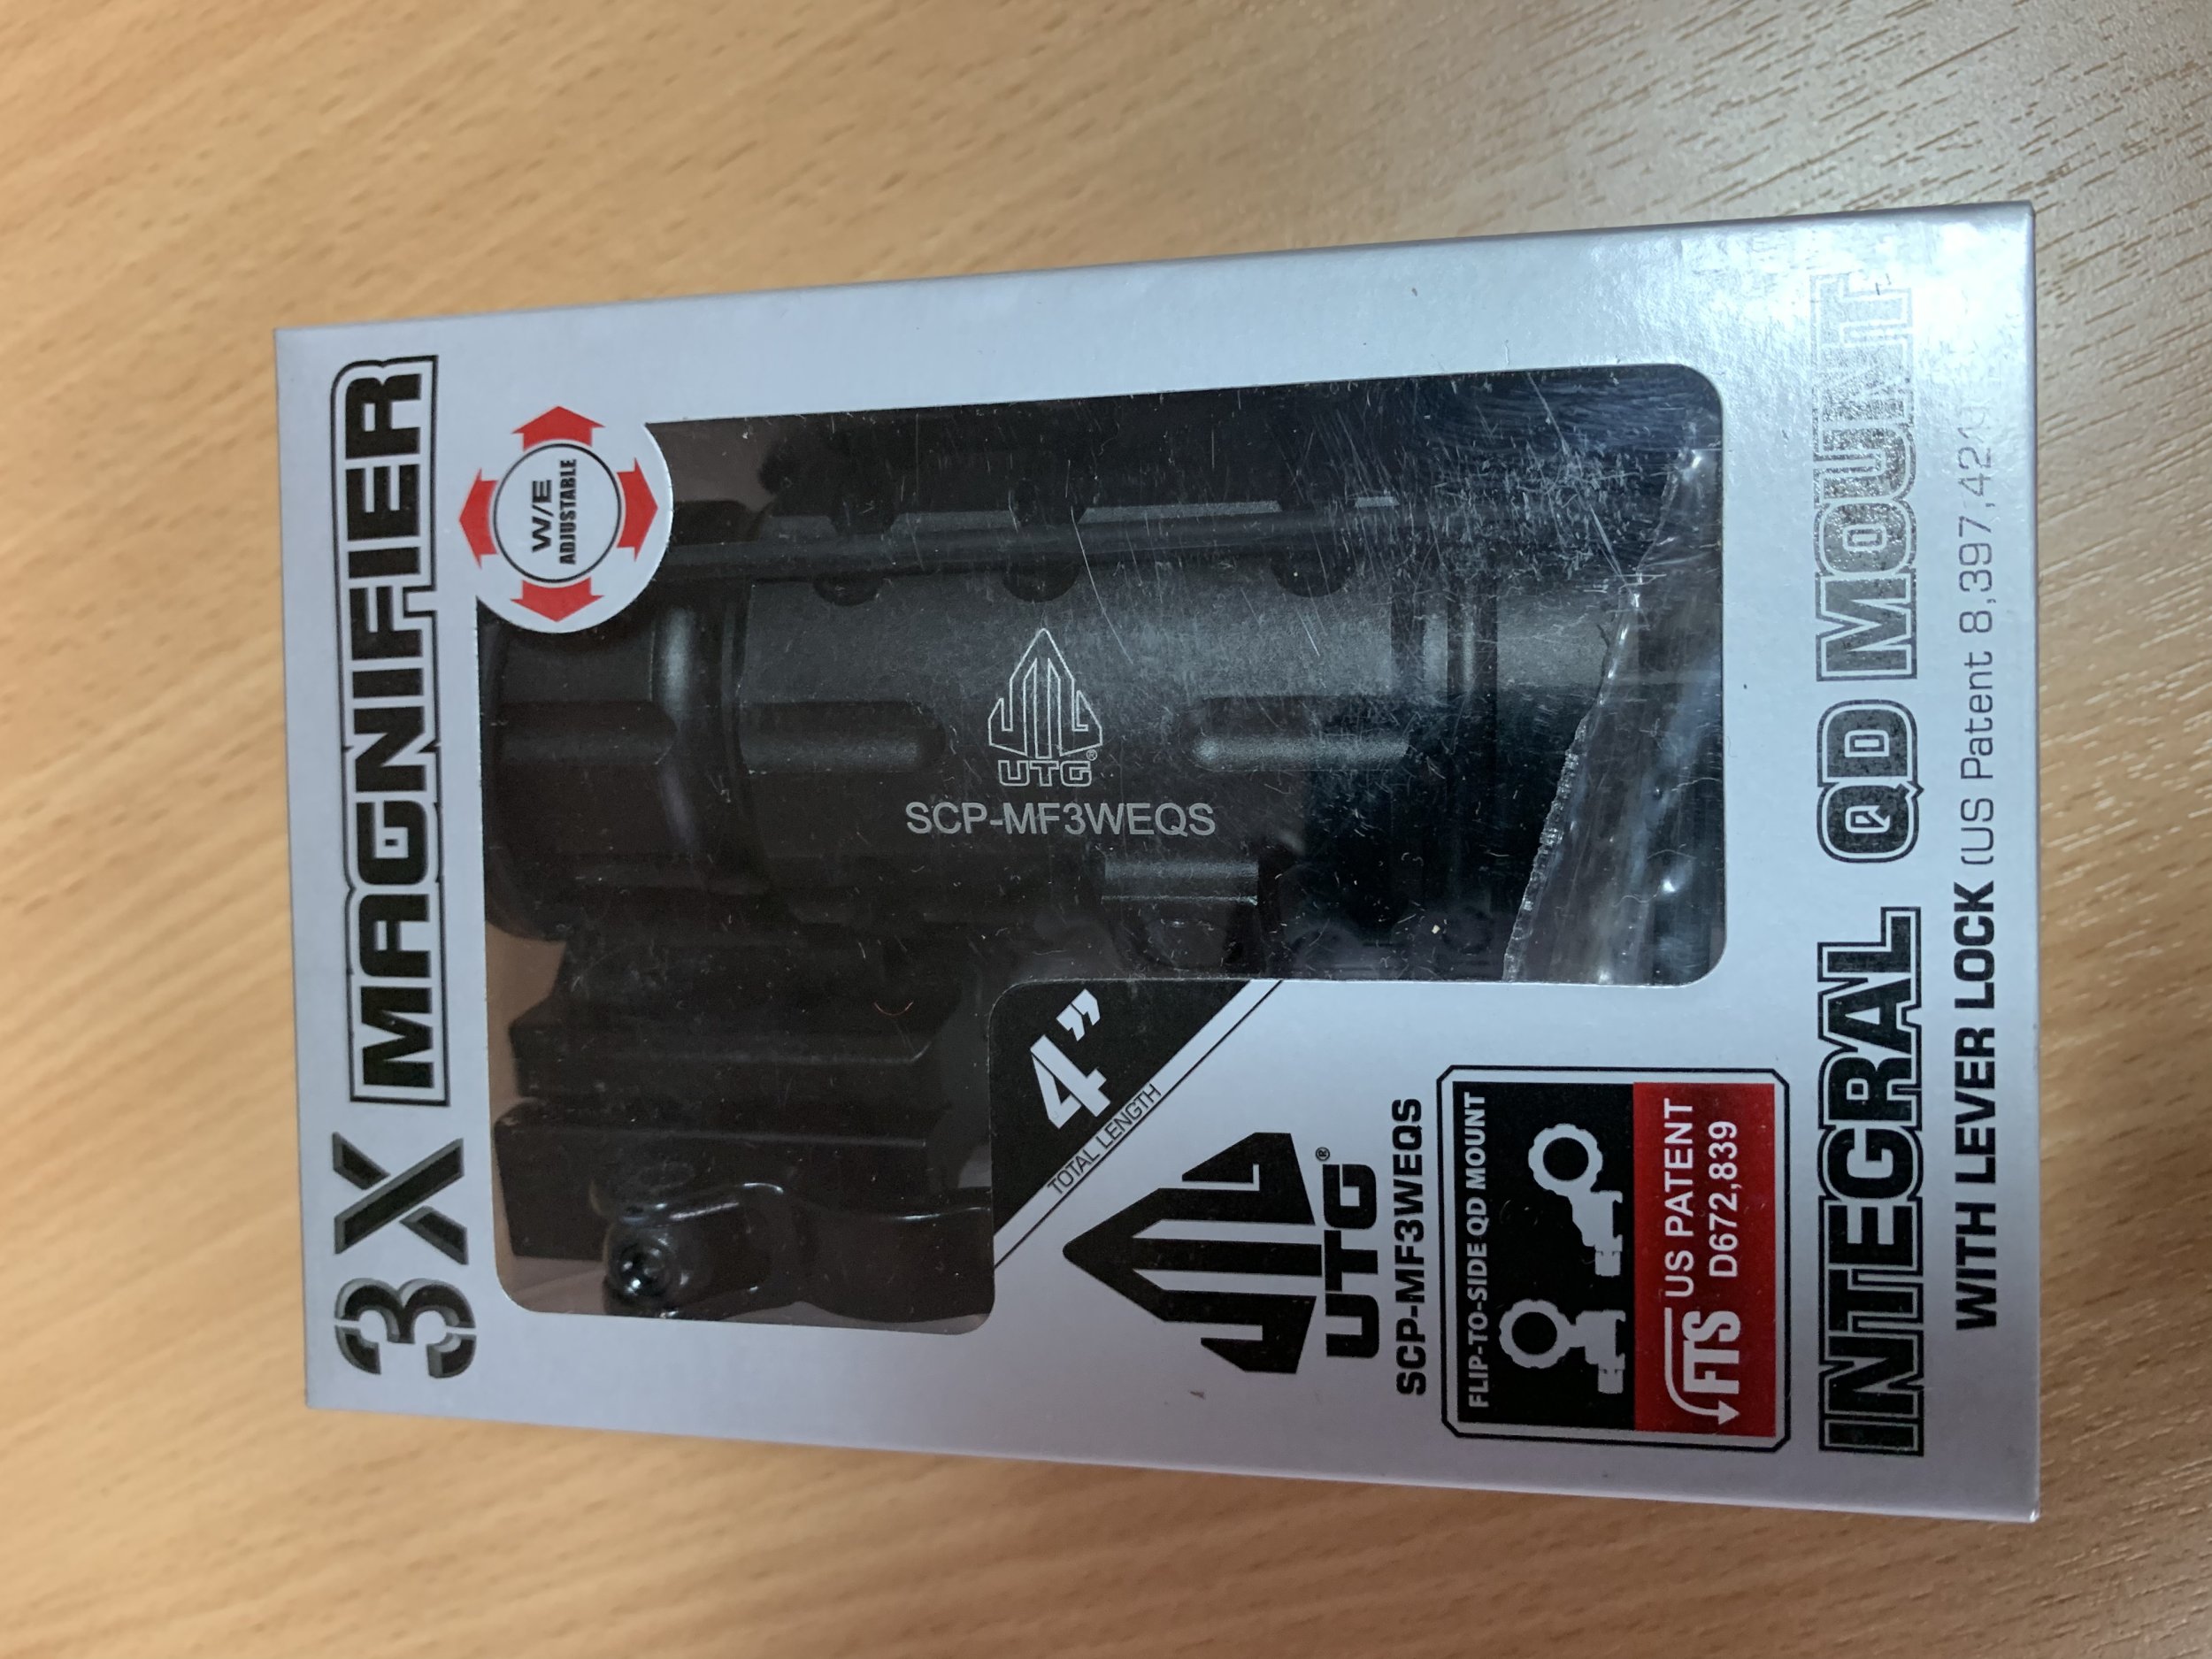 3X MAGNIFIER
W/E
ADJUSTABLE
UTG®
SCP-MF3WEQS
4”
TOTAL LENGTH
UTG®
SCP-MF3WEQS
FLIP-TO-SIDE QD MOUNT
FTS US PATENT
D672,839
INTEGRAL QD MOUNT
WITH LEVER LOCK (US Patent 8,397,421)